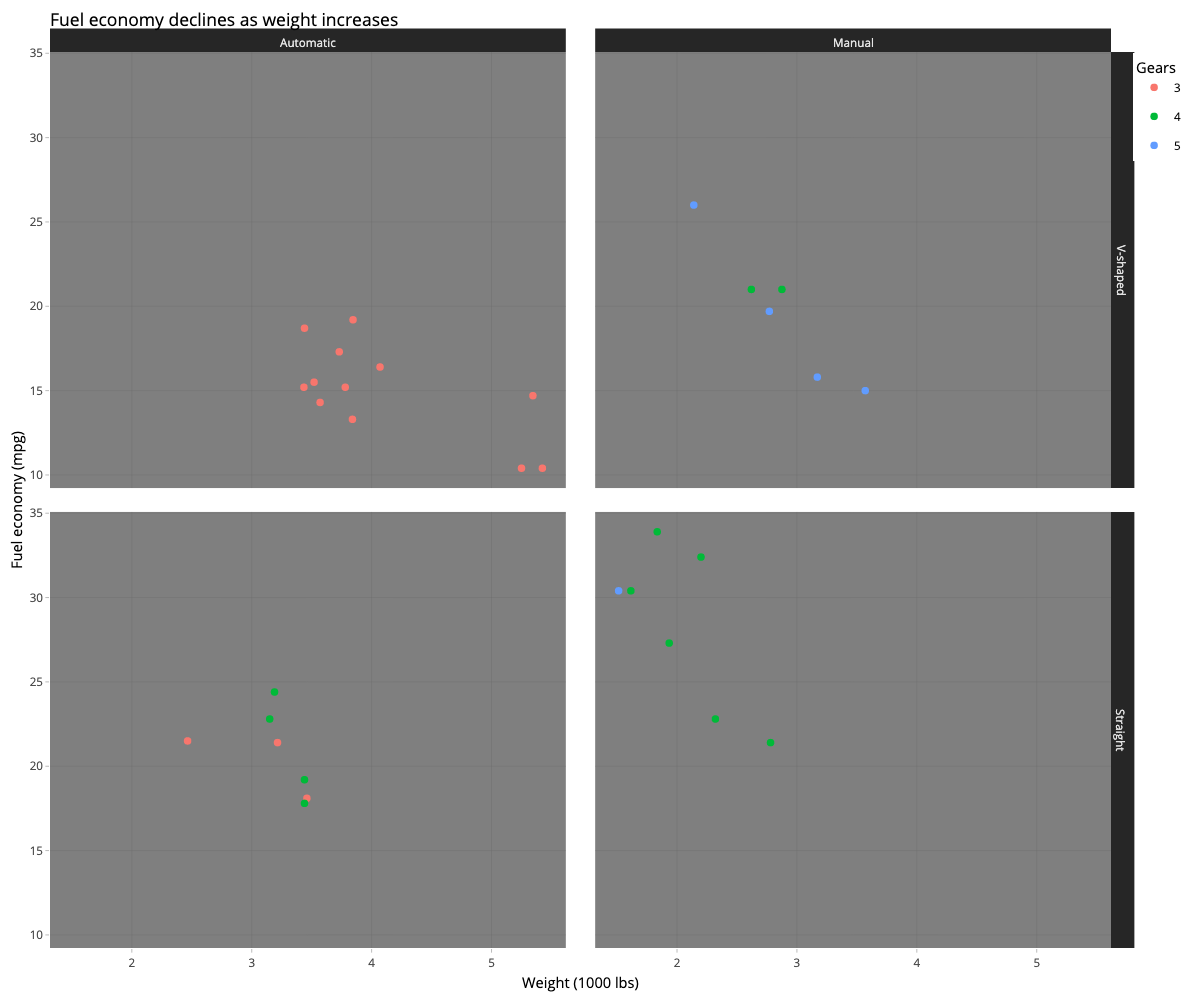 Fuel economy declines as weight increases
Automatic
Manual
Gears
3
4
5
35
30
25
20
15
10
V-shaped
Fuel economy (mpg)
35
30
25
20
15
10
Straight
2
3
4
5
2
3
4
5
Weight (1000 lbs)